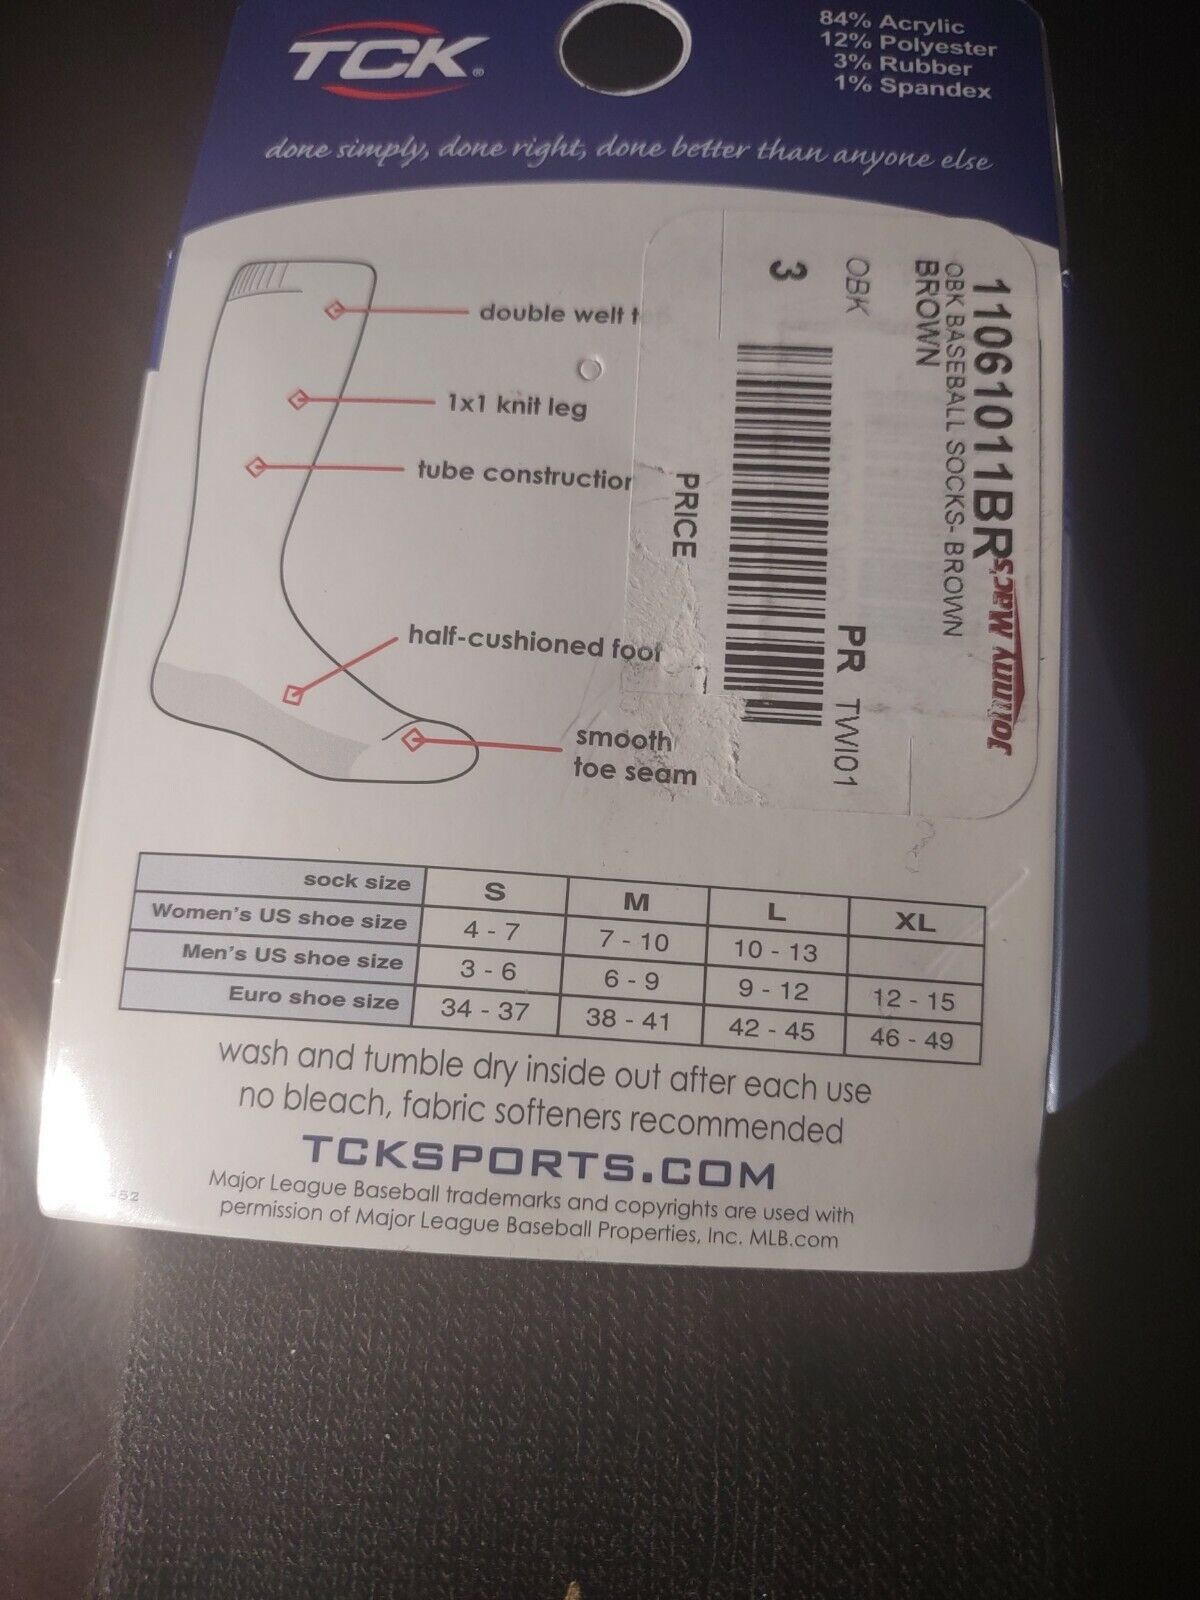 TCK®
84% Acrylic
12% Polyester
3% Rubber
1% Spandex
done simply, done right, done better than anyone else
double welt t
1x1 knit leg
tube construction
half-cushioned foot
smooth
toe seam
11061011BR
OBK BASEBALL SOCKS- BROWN
BROWN
OBK
3
PR TWI01
PRICE
Johnny Mac's
sock size S M L XL
Women's US shoe size 4 - 7 7 - 10 10 - 13
Men's US shoe size 3 - 6 6 - 9 9 - 12 12 - 15
Euro shoe size 34 - 37 38 - 41 42 - 45 46 - 49
wash and tumble dry inside out after each use
no bleach, fabric softeners recommended
TCKSPORTS.COM
Major League Baseball trademarks and copyrights are used with
permission of Major League Baseball Properties, Inc. MLB.com